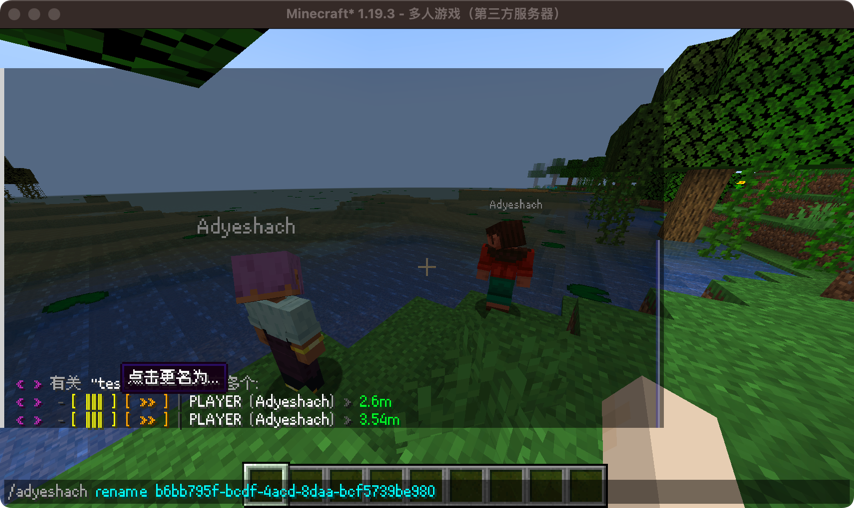 Minecraft* 1.19.3 - 多人游戏（第三方服务器）
Adyeshach
Adyeshach
有关 "tes 多个:
点击更名为...
< > - [ ||| ] [ >> ] | PLAYER (Adyeshach) > 2.6m
< > - [ ||| ] [ >> ] | PLAYER (Adyeshach) > 3.54m
/adyeshach rename b6bb795f-bcdf-4acd-8daa-bcf5739be980